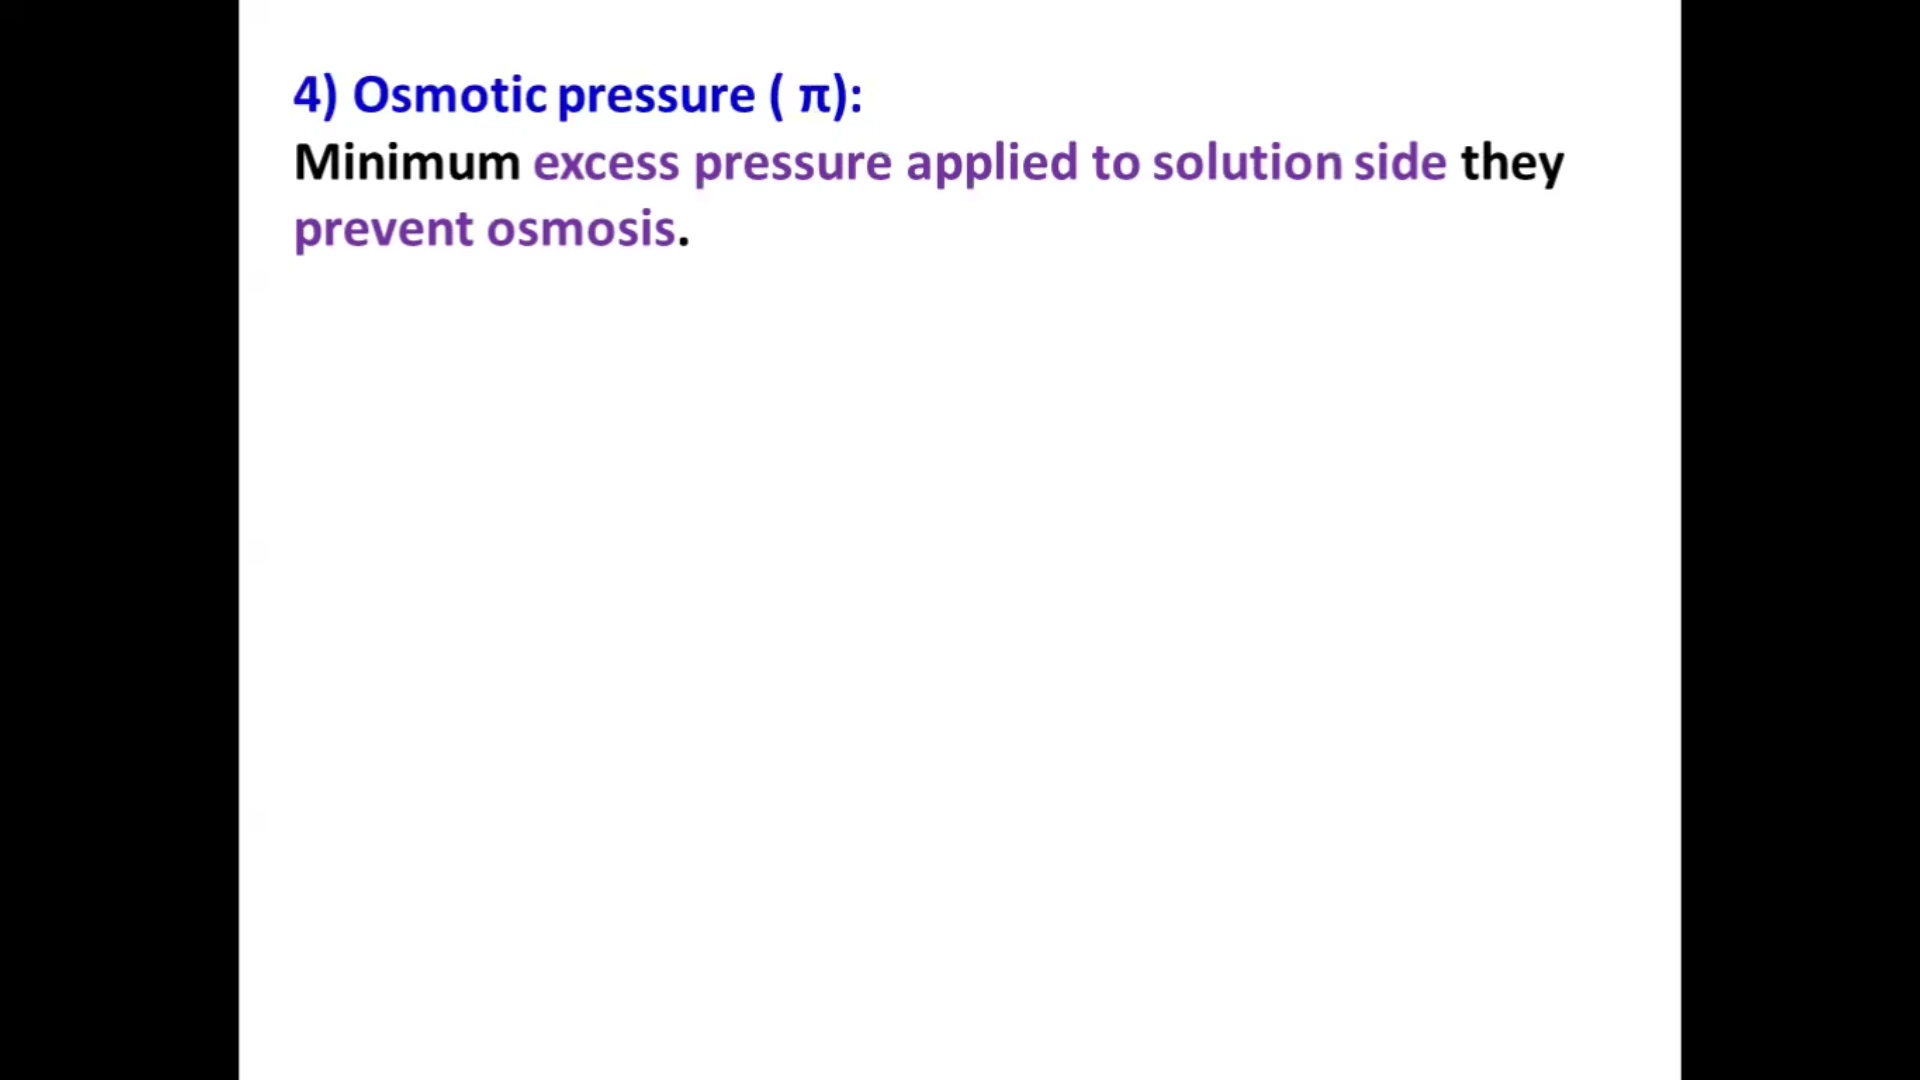 4) Osmotic pressure ( π):
Minimum excess pressure applied to solution side they
prevent osmosis.